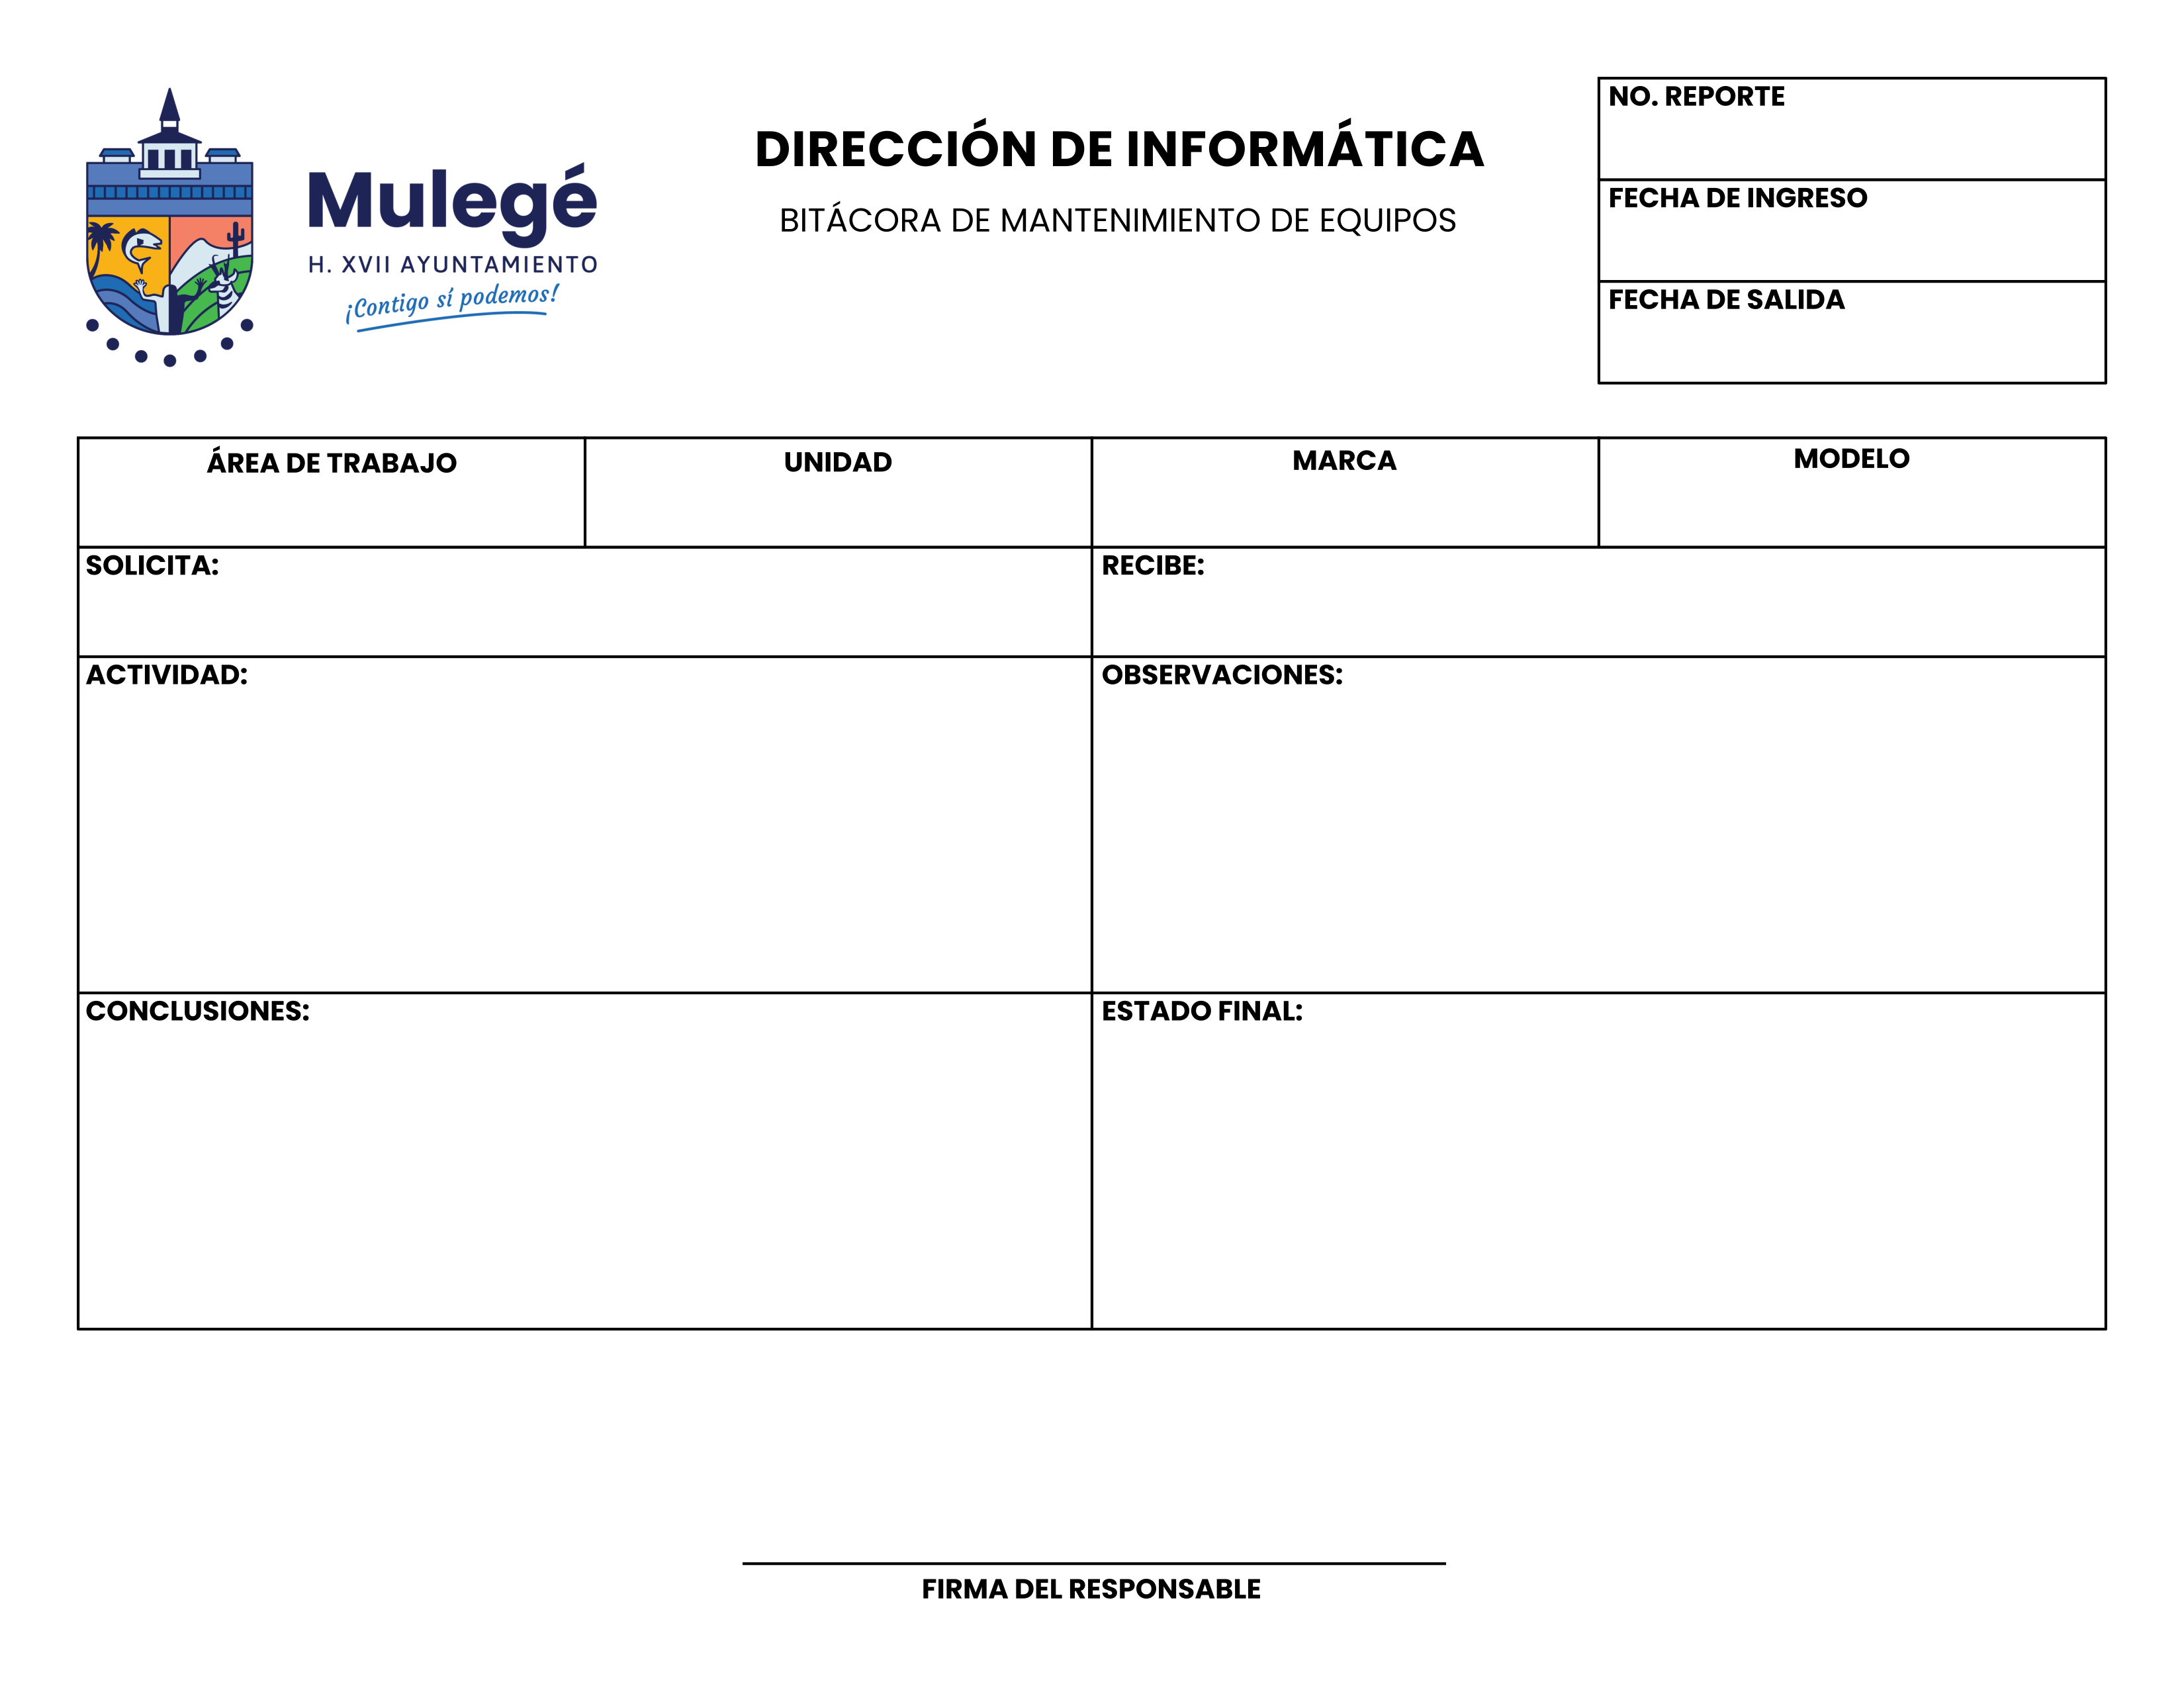 Mulegé
H. XVII AYUNTAMIENTO
¡Contigo sí podemos!
DIRECCIÓN DE INFORMÁTICA
BITÁCORA DE MANTENIMIENTO DE EQUIPOS
NO. REPORTE
FECHA DE INGRESO
FECHA DE SALIDA
ÁREA DE TRABAJO
UNIDAD
MARCA
MODELO
SOLICITA:
RECIBE:
ACTIVIDAD:
OBSERVACIONES:
CONCLUSIONES:
ESTADO FINAL:
FIRMA DEL RESPONSABLE